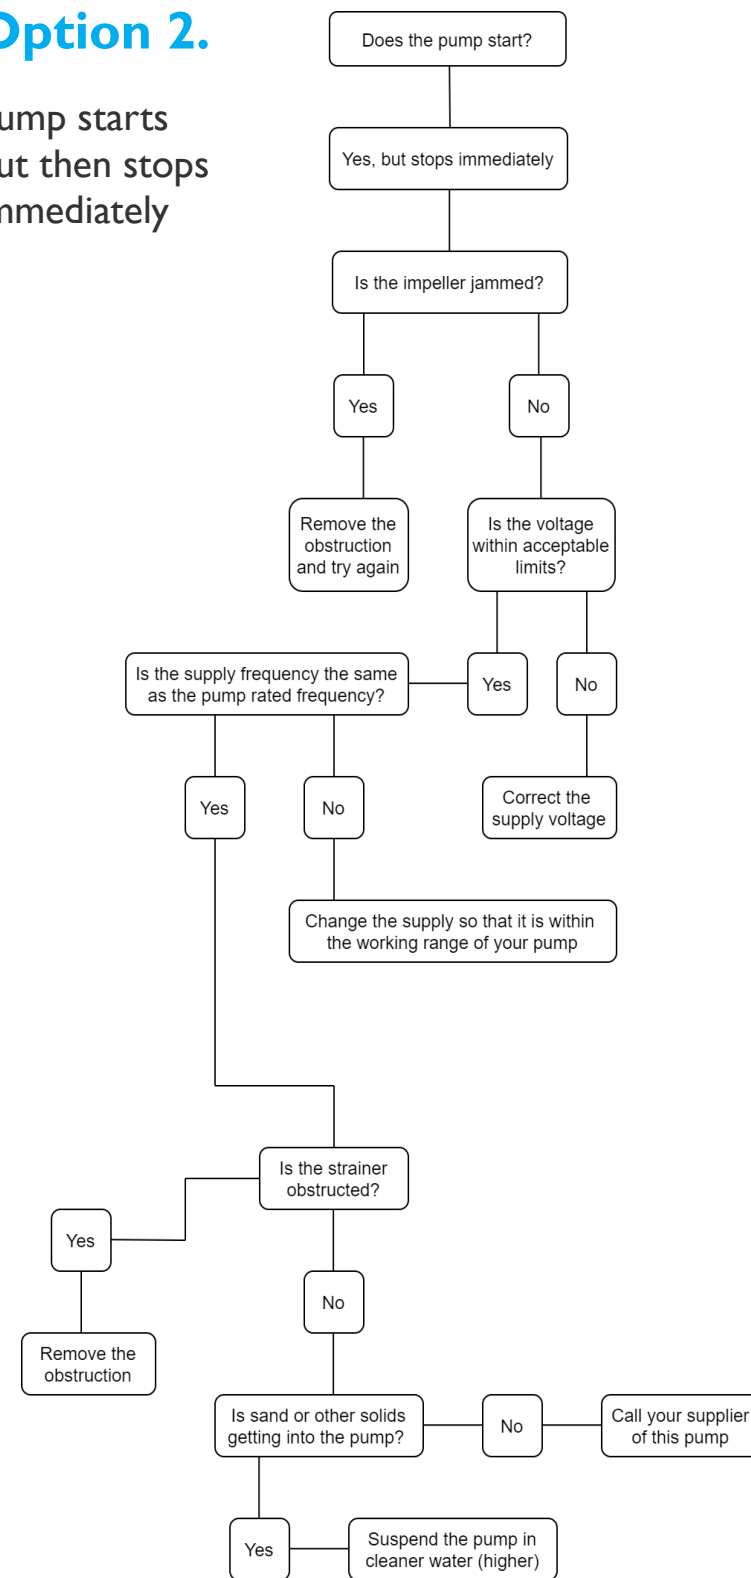 Option 2.
ump starts
ut then stops
mmediately
Does the pump start?
Yes, but stops immediately
Is the impeller jammed?
Yes
No
Remove the
obstruction
and try again
Is the voltage
within acceptable
limits?
Is the supply frequency the same
as the pump rated frequency?
Yes
No
Yes
No
Correct the
supply voltage
Change the supply so that it is within
the working range of your pump
Is the strainer
obstructed?
Yes
No
Remove the
obstruction
Is sand or other solids
getting into the pump?
No
Call your supplier
of this pump
Yes
Suspend the pump in
cleaner water (higher)